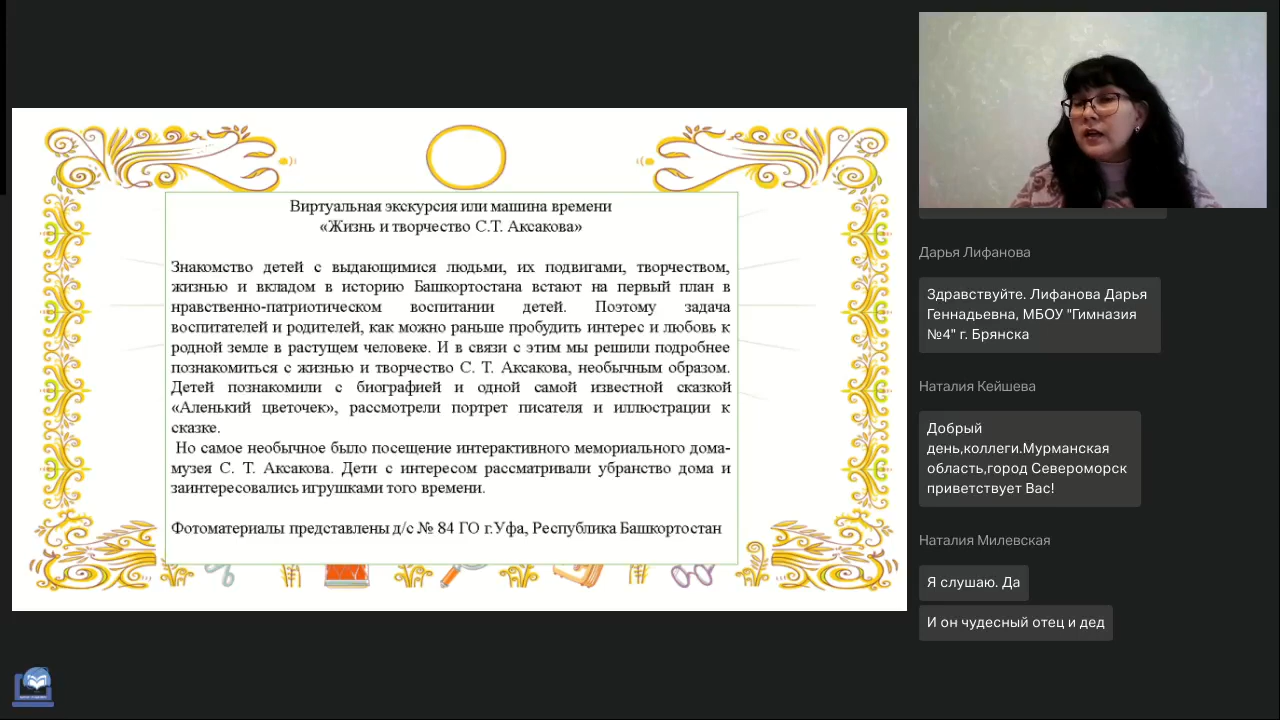 Виртуальная экскурсия или машина времени
«Жизнь и творчество С.Т. Аксакова»
Знакомство детей с выдающимися людьми, их подвигами, творчеством,
жизнью и вкладом в историю Башкортостана встают на первый план в
нравственно-патриотическом воспитании детей. Поэтому задача
воспитателей и родителей, как можно раньше пробудить интерес и любовь к
родной земле в растущем человеке. И в связи с этим мы решили подробнее
познакомиться с жизнью и творчество С. Т. Аксакова, необычным образом.
Детей познакомили с биографией и одной самой известной сказкой
«Аленький цветочек», рассмотрели портрет писателя и иллюстрации к
сказке.
Но самое необычное было посещение интерактивного мемориального дома-
музея С. Т. Аксакова. Дети с интересом рассматривали убранство дома и
заинтересовались игрушками того времени.
Фотоматериалы представлены д/с № 84 ГО г.Уфа, Республика Башкортостан
Дарья Лифанова
Здравствуйте. Лифанова Дарья
Геннадьевна, МБОУ "Гимназия
№4" г. Брянска
Наталия Кейшева
Добрый
день,коллеги.Мурманская
область,город Североморск
приветствует Вас!
Наталия Милевская
Я слушаю. Да
И он чудесный отец и дед